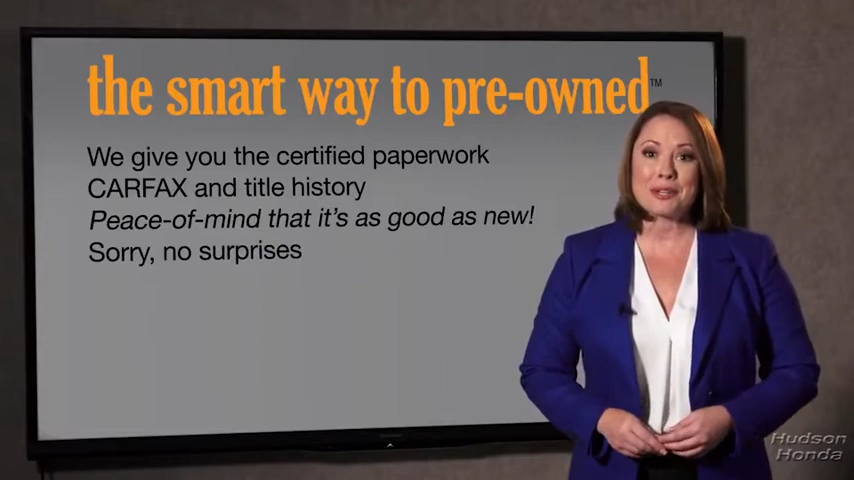 the smart way to pre-owned™
We give you the certified paperwork
CARFAX and title history
Peace-of-mind that it's as good as new!
Sorry, no surprises
Hudson
Honda